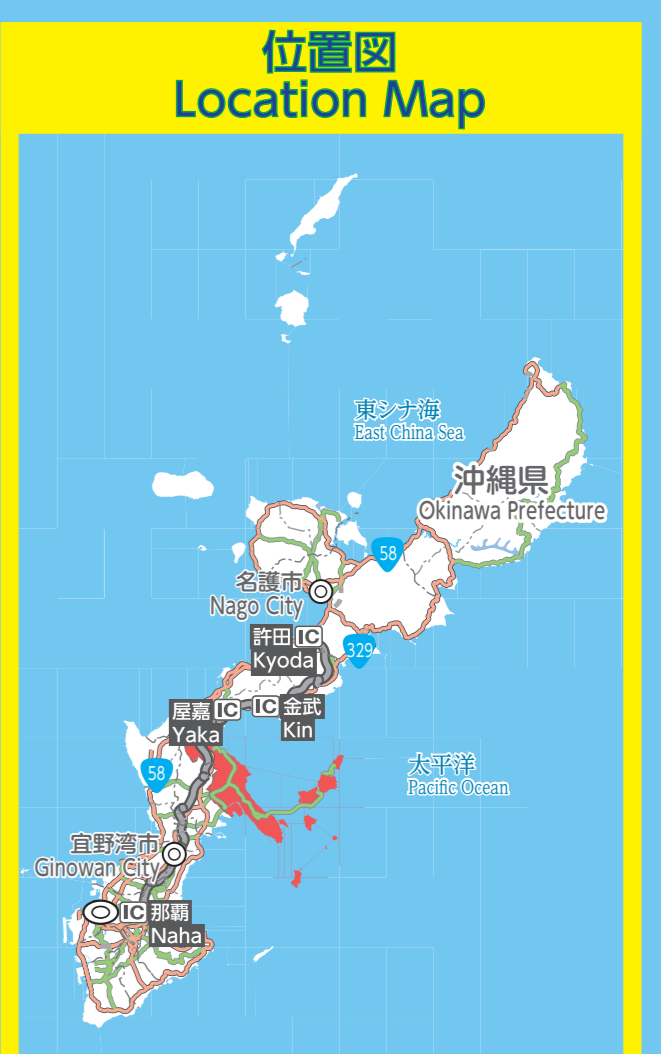 位置図
Location Map
東シナ海
East China Sea
沖縄県
Okinawa Prefecture
58
名護市
Nago City
許田 IC
Kyoda
329
屋嘉 IC
Yaka
IC 金武
Kin
58
太平洋
Pacific Ocean
宜野湾市
Ginowan City
IC 那覇
Naha